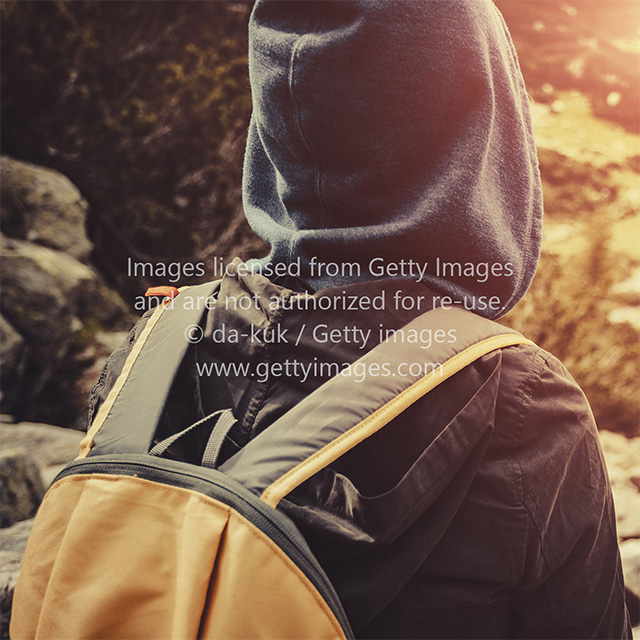 Images licensed from Getty Images
and are not authorized for re-use.
© da-kuk / Getty images
www.gettyimages.com